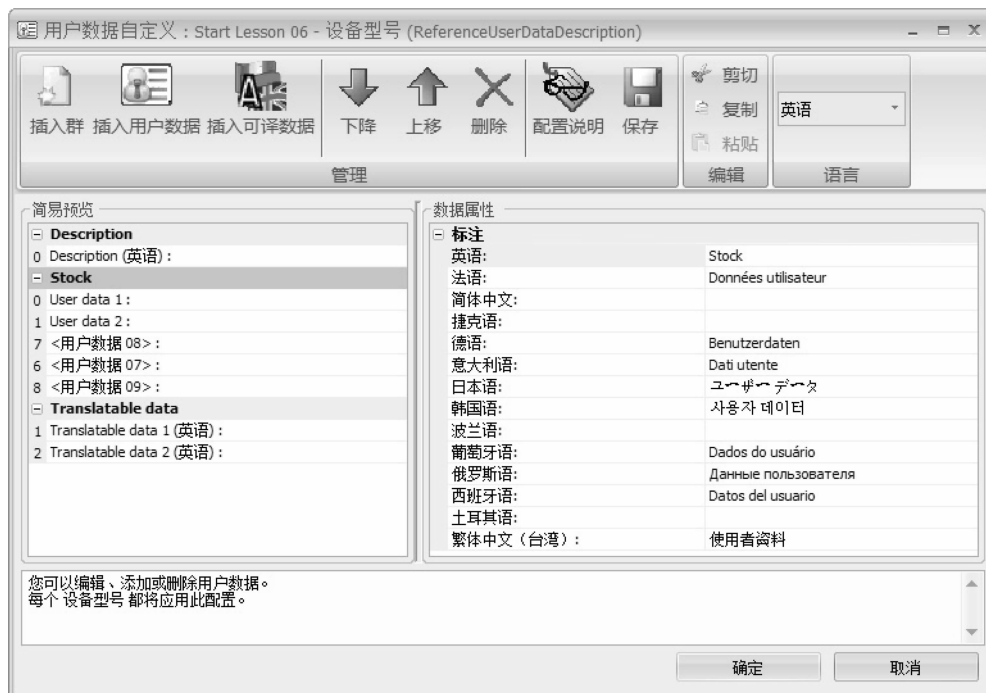 用户数据自定义：Start Lesson 06 - 设备型号 (ReferenceUserDataDescription)
插入群 插入用户数据 插入可译数据 下降 上移 删除 配置说明 保存
管理
剪切
复制
粘贴
编辑
英语
语言
简易预览
Description
0 Description (英语) :
Stock
0 User data 1 :
1 User data 2 :
7 <用户数据 08> :
6 <用户数据 07> :
8 <用户数据 09> :
Translatable data
1 Translatable data 1 (英语) :
2 Translatable data 2 (英语) :
数据属性
标注
英语: Stock
法语: Données utilisateur
简体中文:
捷克语:
德语: Benutzerdaten
意大利语: Dati utente
日本语: ユーザー データ
韩国语: 사용자 데이터
波兰语:
葡萄牙语: Dados do usuário
俄罗斯语: Данные пользователя
西班牙语: Datos del usuario
土耳其语:
繁体中文（台湾）: 使用者資料
您可以编辑、添加或删除用户数据。
每个 设备型号 都将应用此配置。
确定 取消